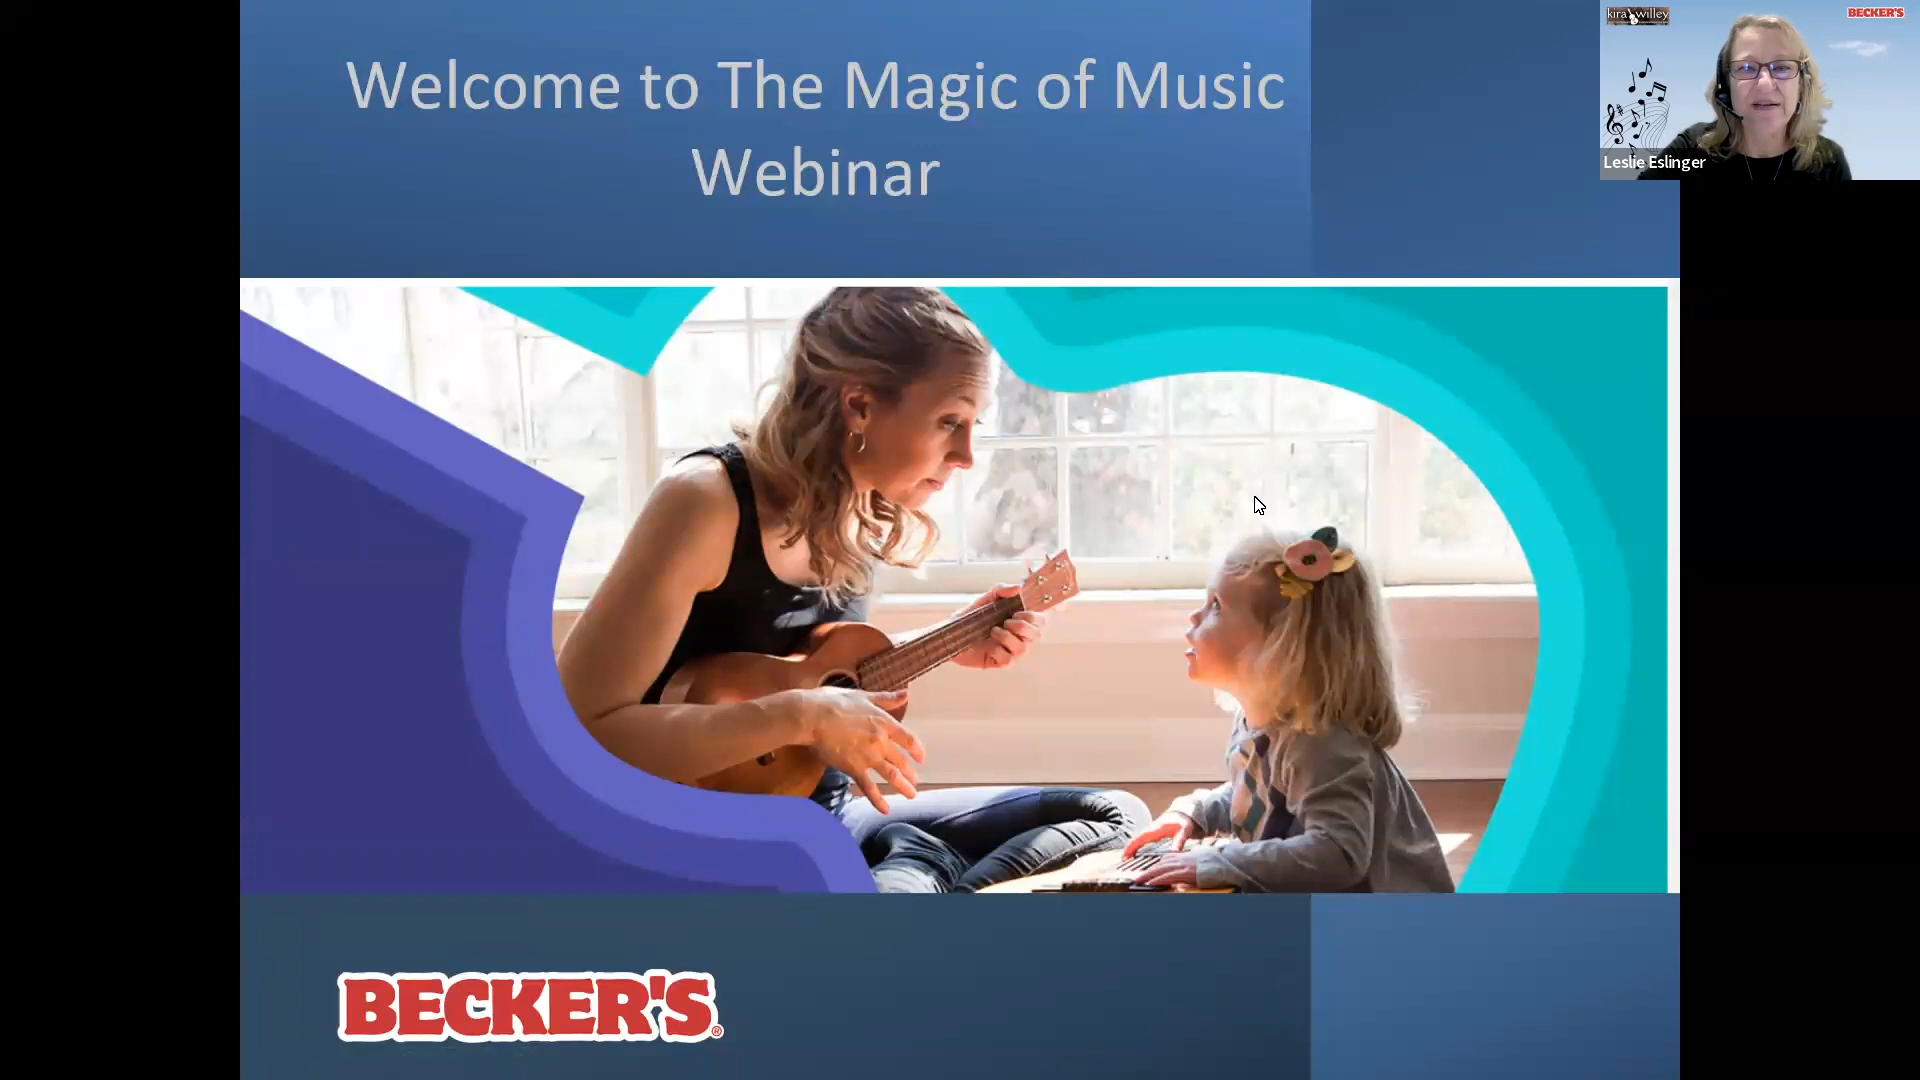 Welcome to The Magic of Music
Webinar
kira willey
BECKER'S
Leslie Eslinger
BECKER'S®